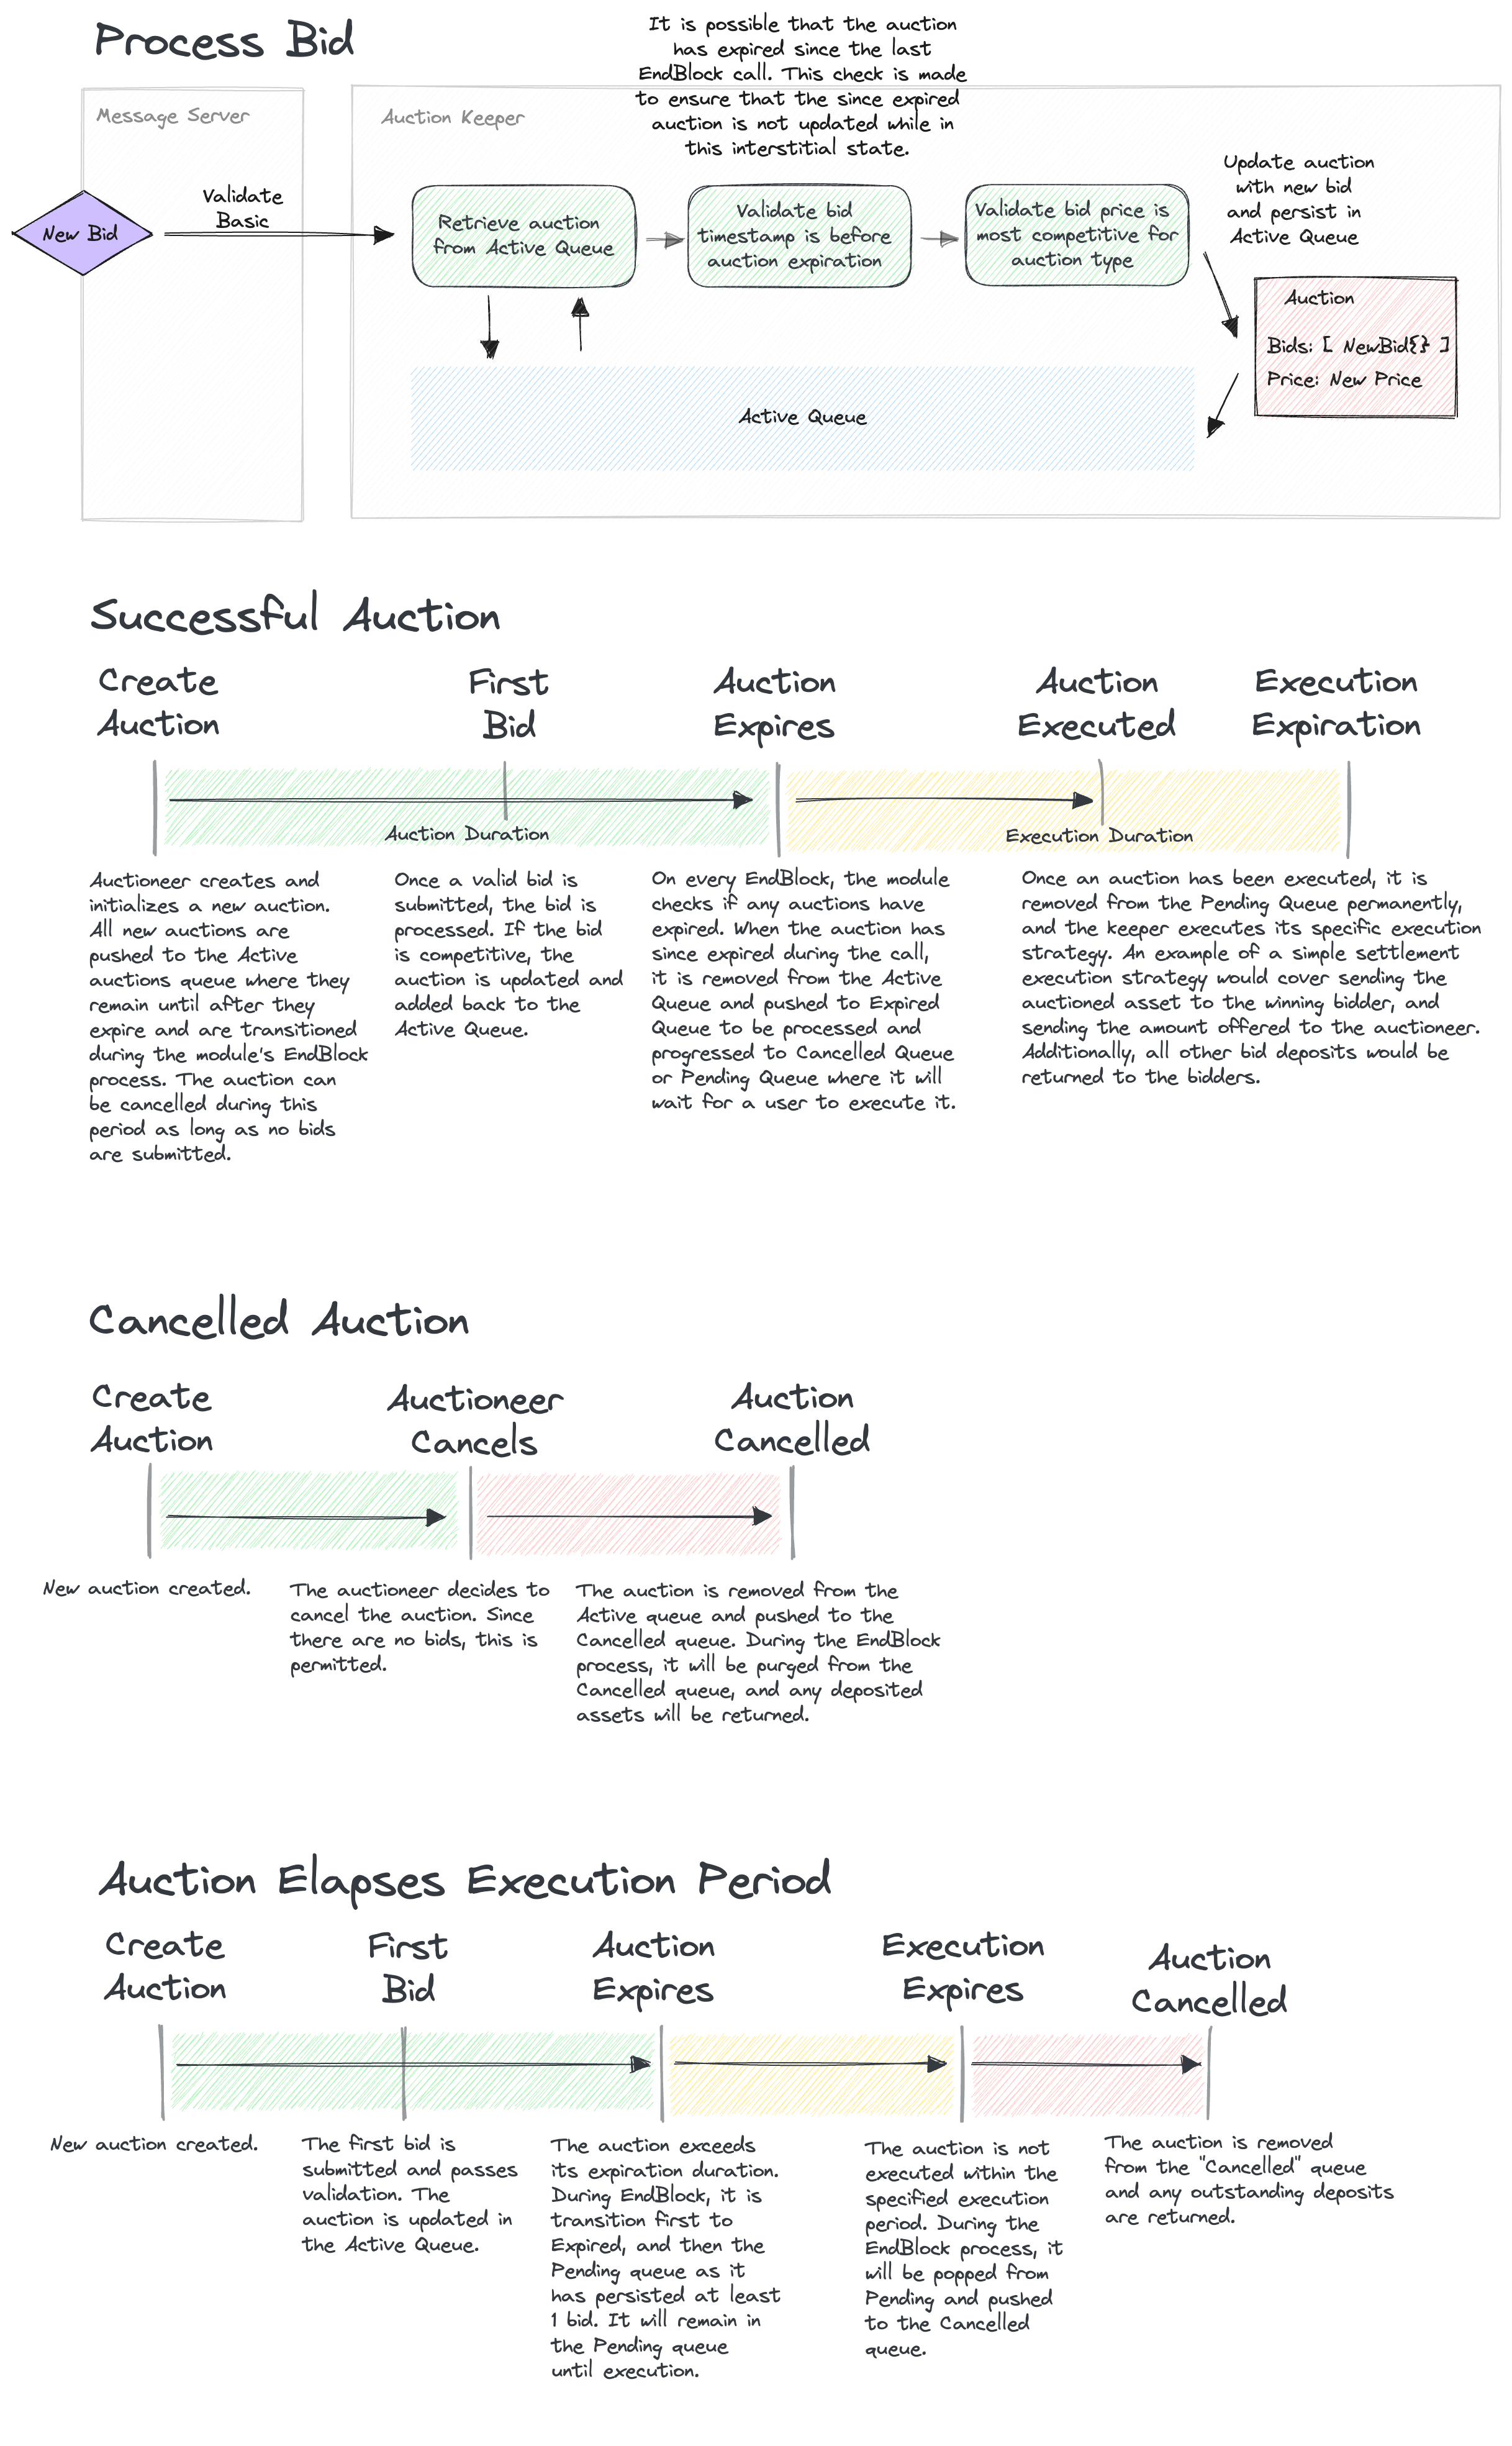 Process Bid
It is possible that the auction
has expired since the last
EndBlock call. This check is made
to ensure that the since expired
auction is not updated while in
this interstitial state.
Message Server
Auction Keeper
New Bid
Validate
Basic
Retrieve auction
from Active Queue
Validate bid
timestamp is before
auction expiration
Validate bid price is
most competitive for
auction type
Update auction
with new bid
and persist in
Active Queue
Auction
Bids: [ NewBid{} ]
Price: New Price
Active Queue
Successful Auction
Create
Auction
First
Bid
Auction
Expires
Auction
Executed
Execution
Expiration
Auction Duration
Execution Duration
Auctioneer creates and
initializes a new auction.
All new auctions are
pushed to the Active
auctions queue where they
remain until after they
expire and are transitioned
during the module's EndBlock
process. The auction can
be cancelled during this
period as long as no bids
are submitted.
Once a valid bid is
submitted, the bid is
processed. If the bid
is competitive, the
auction is updated and
added back to the
Active Queue.
On every EndBlock, the module
checks if any auctions have
expired. When the auction has
since expired during the call,
it is removed from the Active
Queue and pushed to Expired
Queue to be processed and
progressed to Cancelled Queue
or Pending Queue where it will
wait for a user to execute it.
Once an auction has been executed, it is
removed from the Pending Queue permanently,
and the keeper executes its specific execution
strategy. An example of a simple settlement
execution strategy would cover sending the
auctioned asset to the winning bidder, and
sending the amount offered to the auctioneer.
Additionally, all other bid deposits would be
returned to the bidders.
Cancelled Auction
Create
Auction
Auctioneer
Cancels
Auction
Cancelled
New auction created.
The auctioneer decides to
cancel the auction. Since
there are no bids, this is
permitted.
The auction is removed from the
Active queue and pushed to the
Cancelled queue. During the EndBlock
process, it will be purged from the
Cancelled queue, and any deposited
assets will be returned.
Auction Elapses Execution Period
Create
Auction
First
Bid
Auction
Expires
Execution
Expires
Auction
Cancelled
New auction created.
The first bid is
submitted and passes
validation. The
auction is updated in
the Active Queue.
The auction exceeds
its expiration duration.
During EndBlock, it is
transition first to
Expired, and then the
Pending queue as it
has persisted at least
1 bid. It will remain in
the Pending queue
until execution.
The auction is not
executed within the
specified execution
period. During the
EndBlock process, it
will be popped from
Pending and pushed
to the Cancelled
queue.
The auction is removed
from the "Cancelled" queue
and any outstanding deposits
are returned.